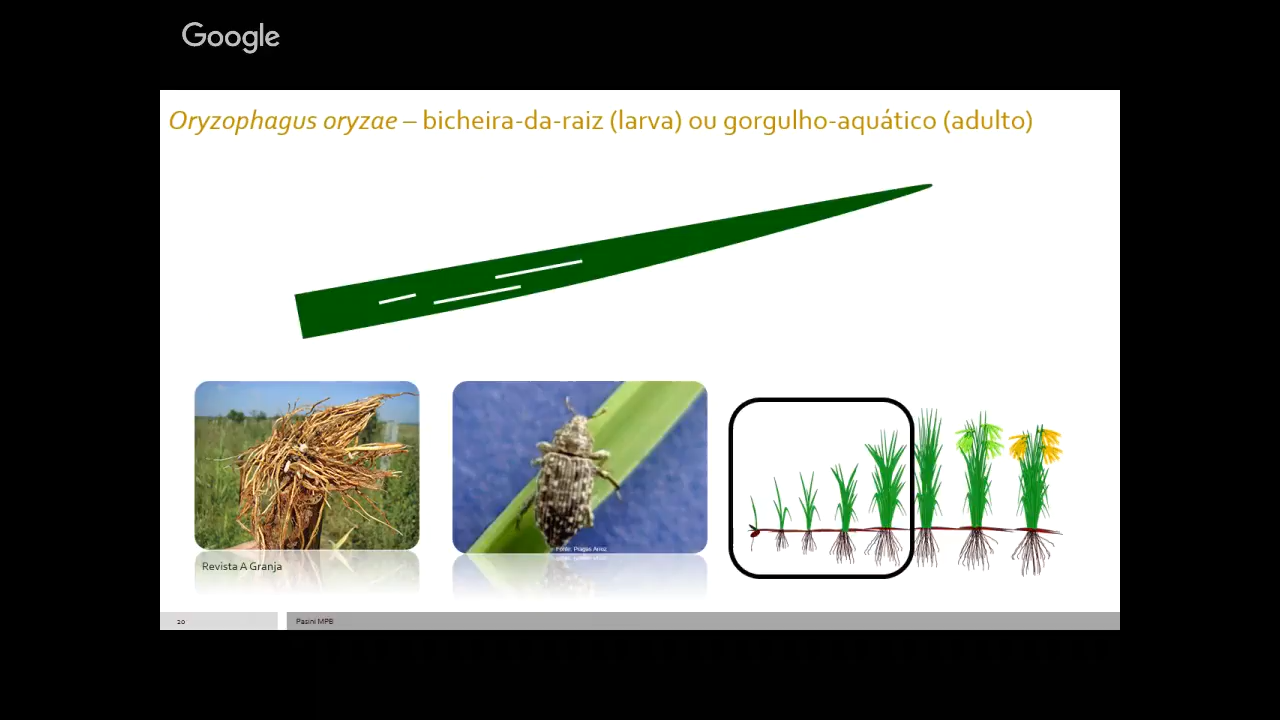 Google
Oryzophagus oryzae – bicheira-da-raiz (larva) ou gorgulho-aquático (adulto)
Fonte: Pragas Arroz
Revista A Granja
20
Pasini MPB